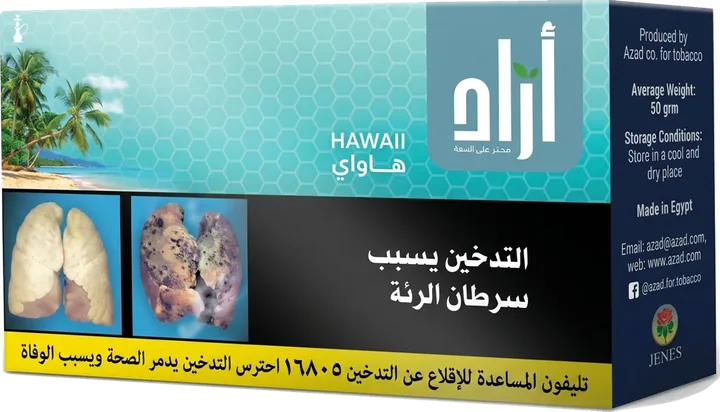 أزاد
محتر على السعة
HAWAII
هاواي
التدخين يسبب
سرطان الرئة
تليفون المساعدة للإقلاع عن التدخين ١٦٨٠٥ احترس التدخين يدمر الصحة ويسبب الوفاة
Produced by
Azad co. for tobacco
Average Weight:
50 grm
Storage Conditions:
Store in a cool and
dry place
Made in Egypt
Email: azad@azad.com,
web: www.azad.com
@azad.for.tobacco
JENES